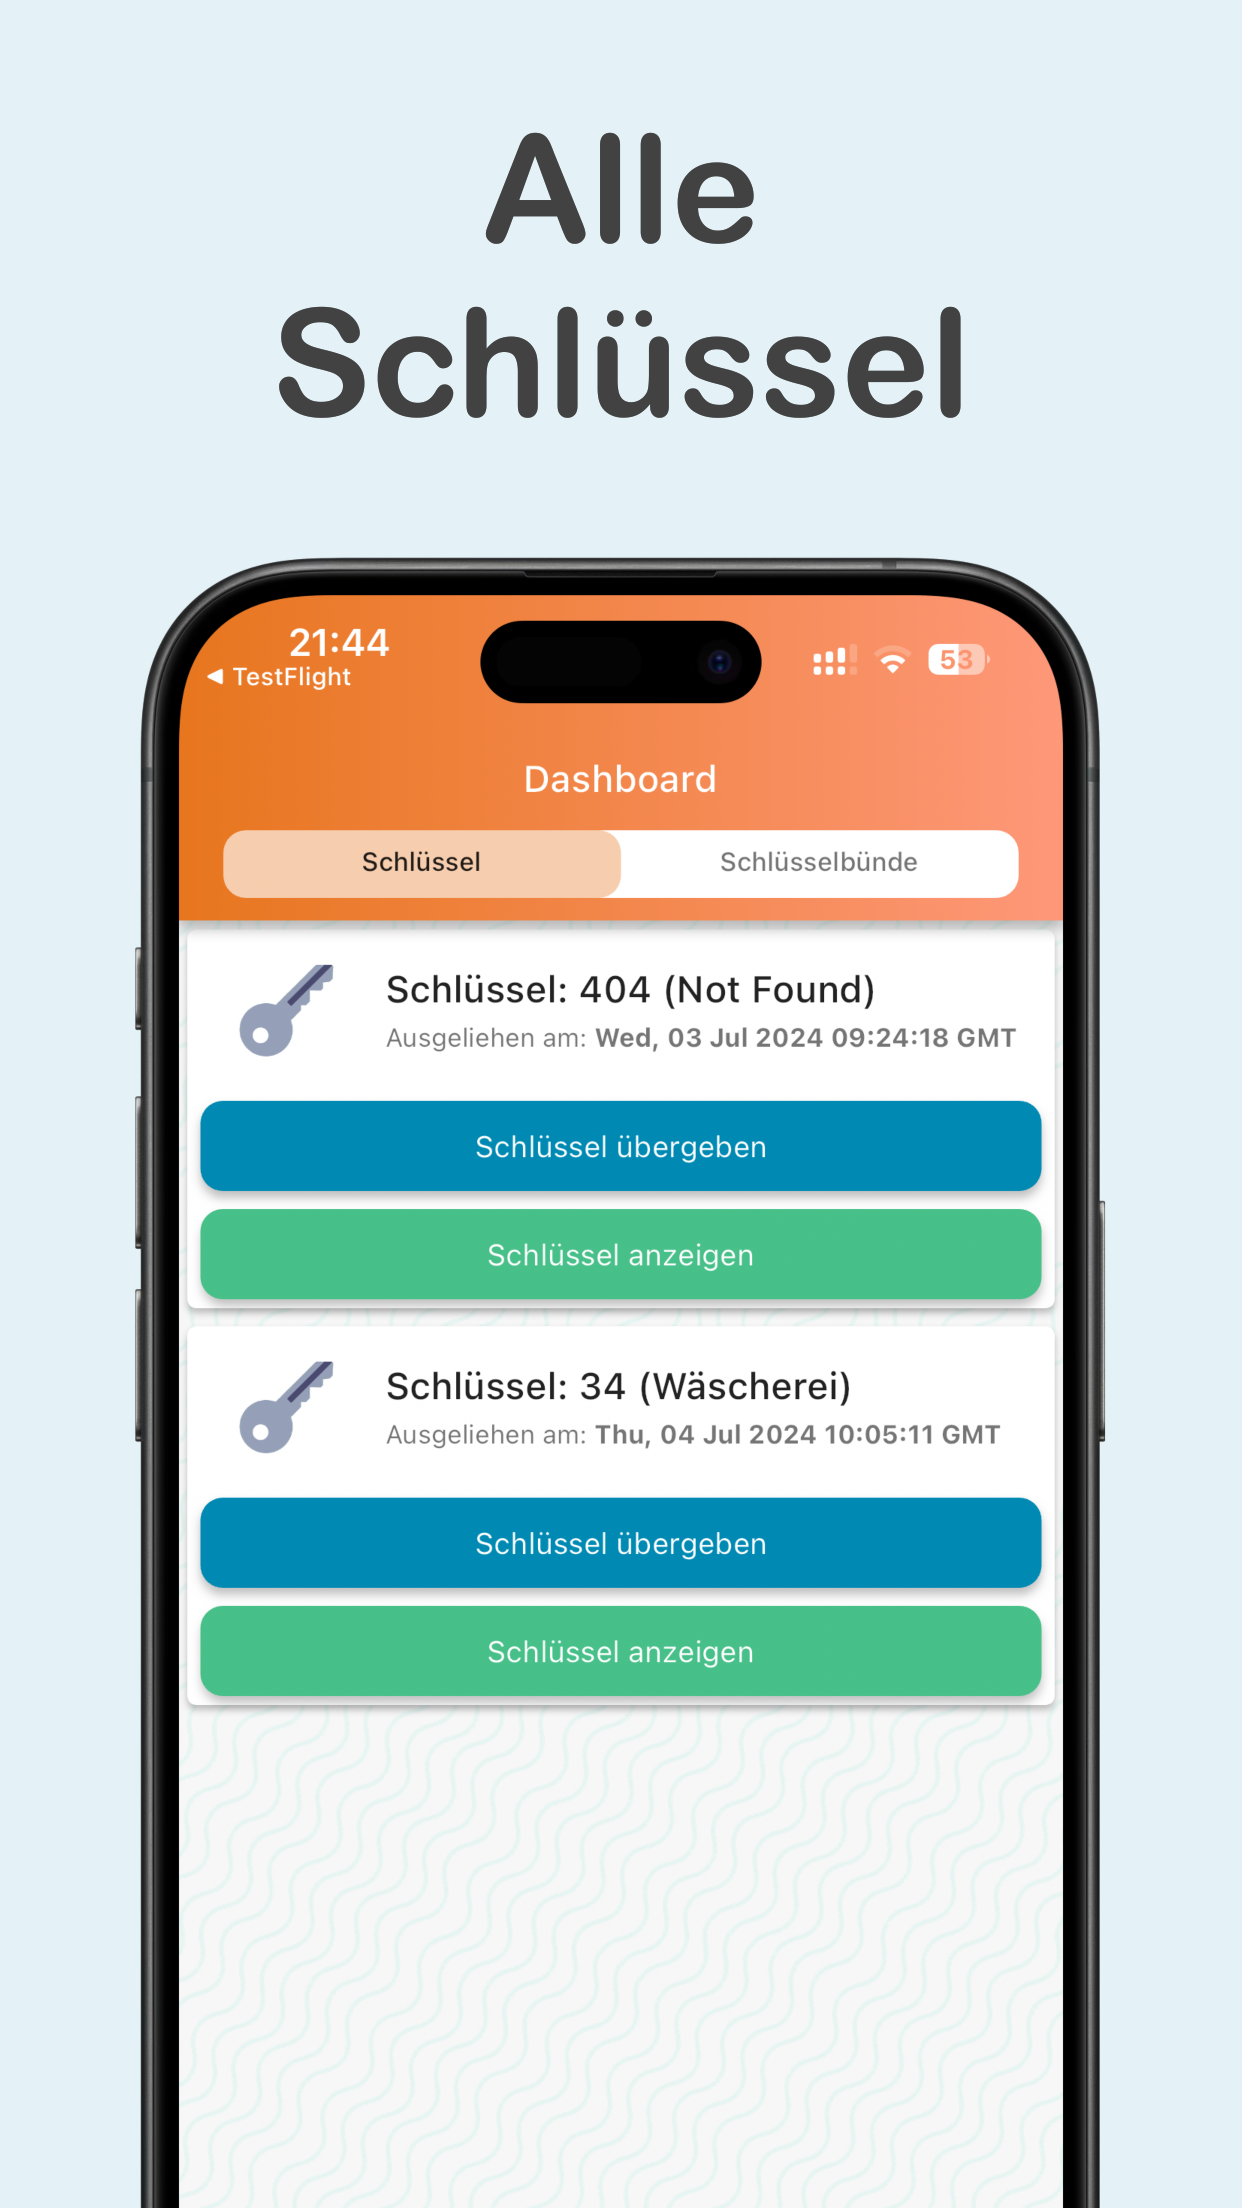 Alle
Schlüssel
21:44
◀ TestFlight
53
Dashboard
Schlüssel
Schlüsselbünde
Schlüssel: 404 (Not Found)
Ausgeliehen am: Wed, 03 Jul 2024 09:24:18 GMT
Schlüssel übergeben
Schlüssel anzeigen
Schlüssel: 34 (Wäscherei)
Ausgeliehen am: Thu, 04 Jul 2024 10:05:11 GMT
Schlüssel übergeben
Schlüssel anzeigen